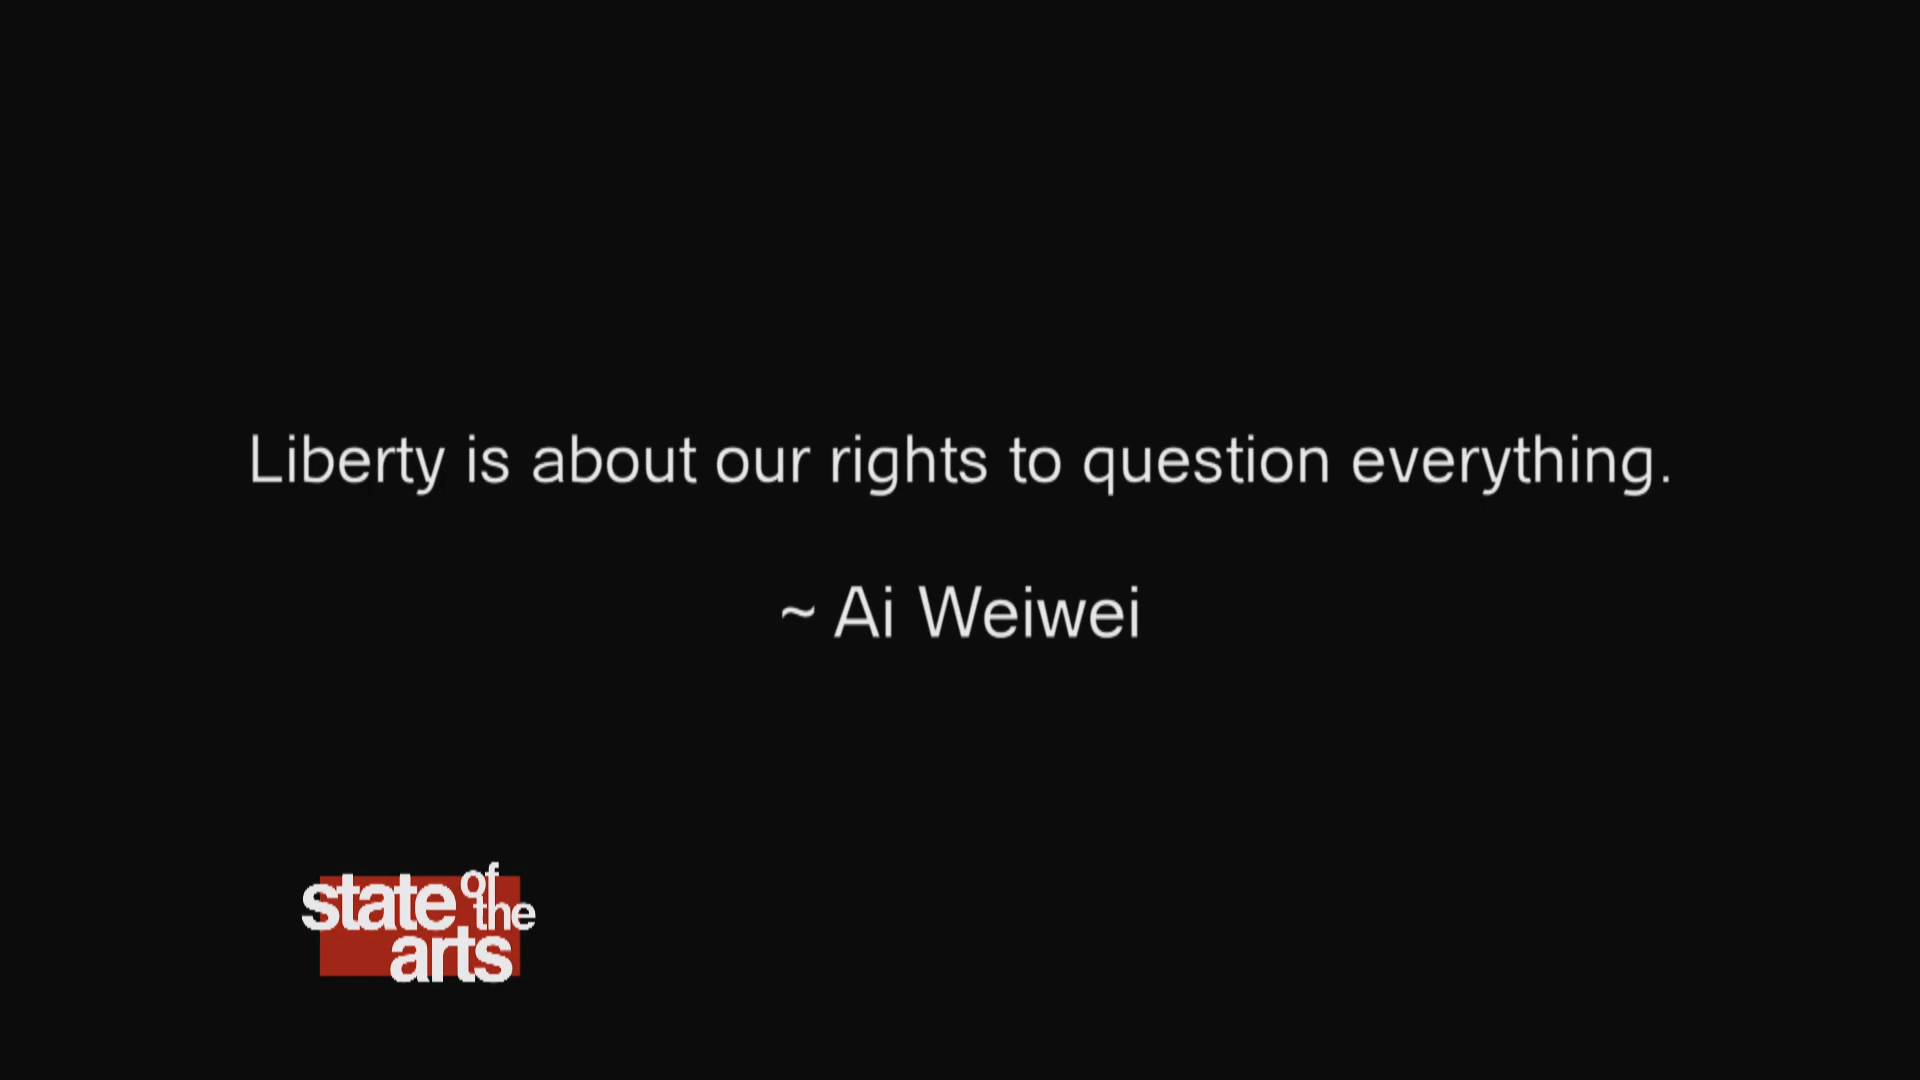 Liberty is about our rights to question everything.
~ Ai Weiwei
state of the
arts